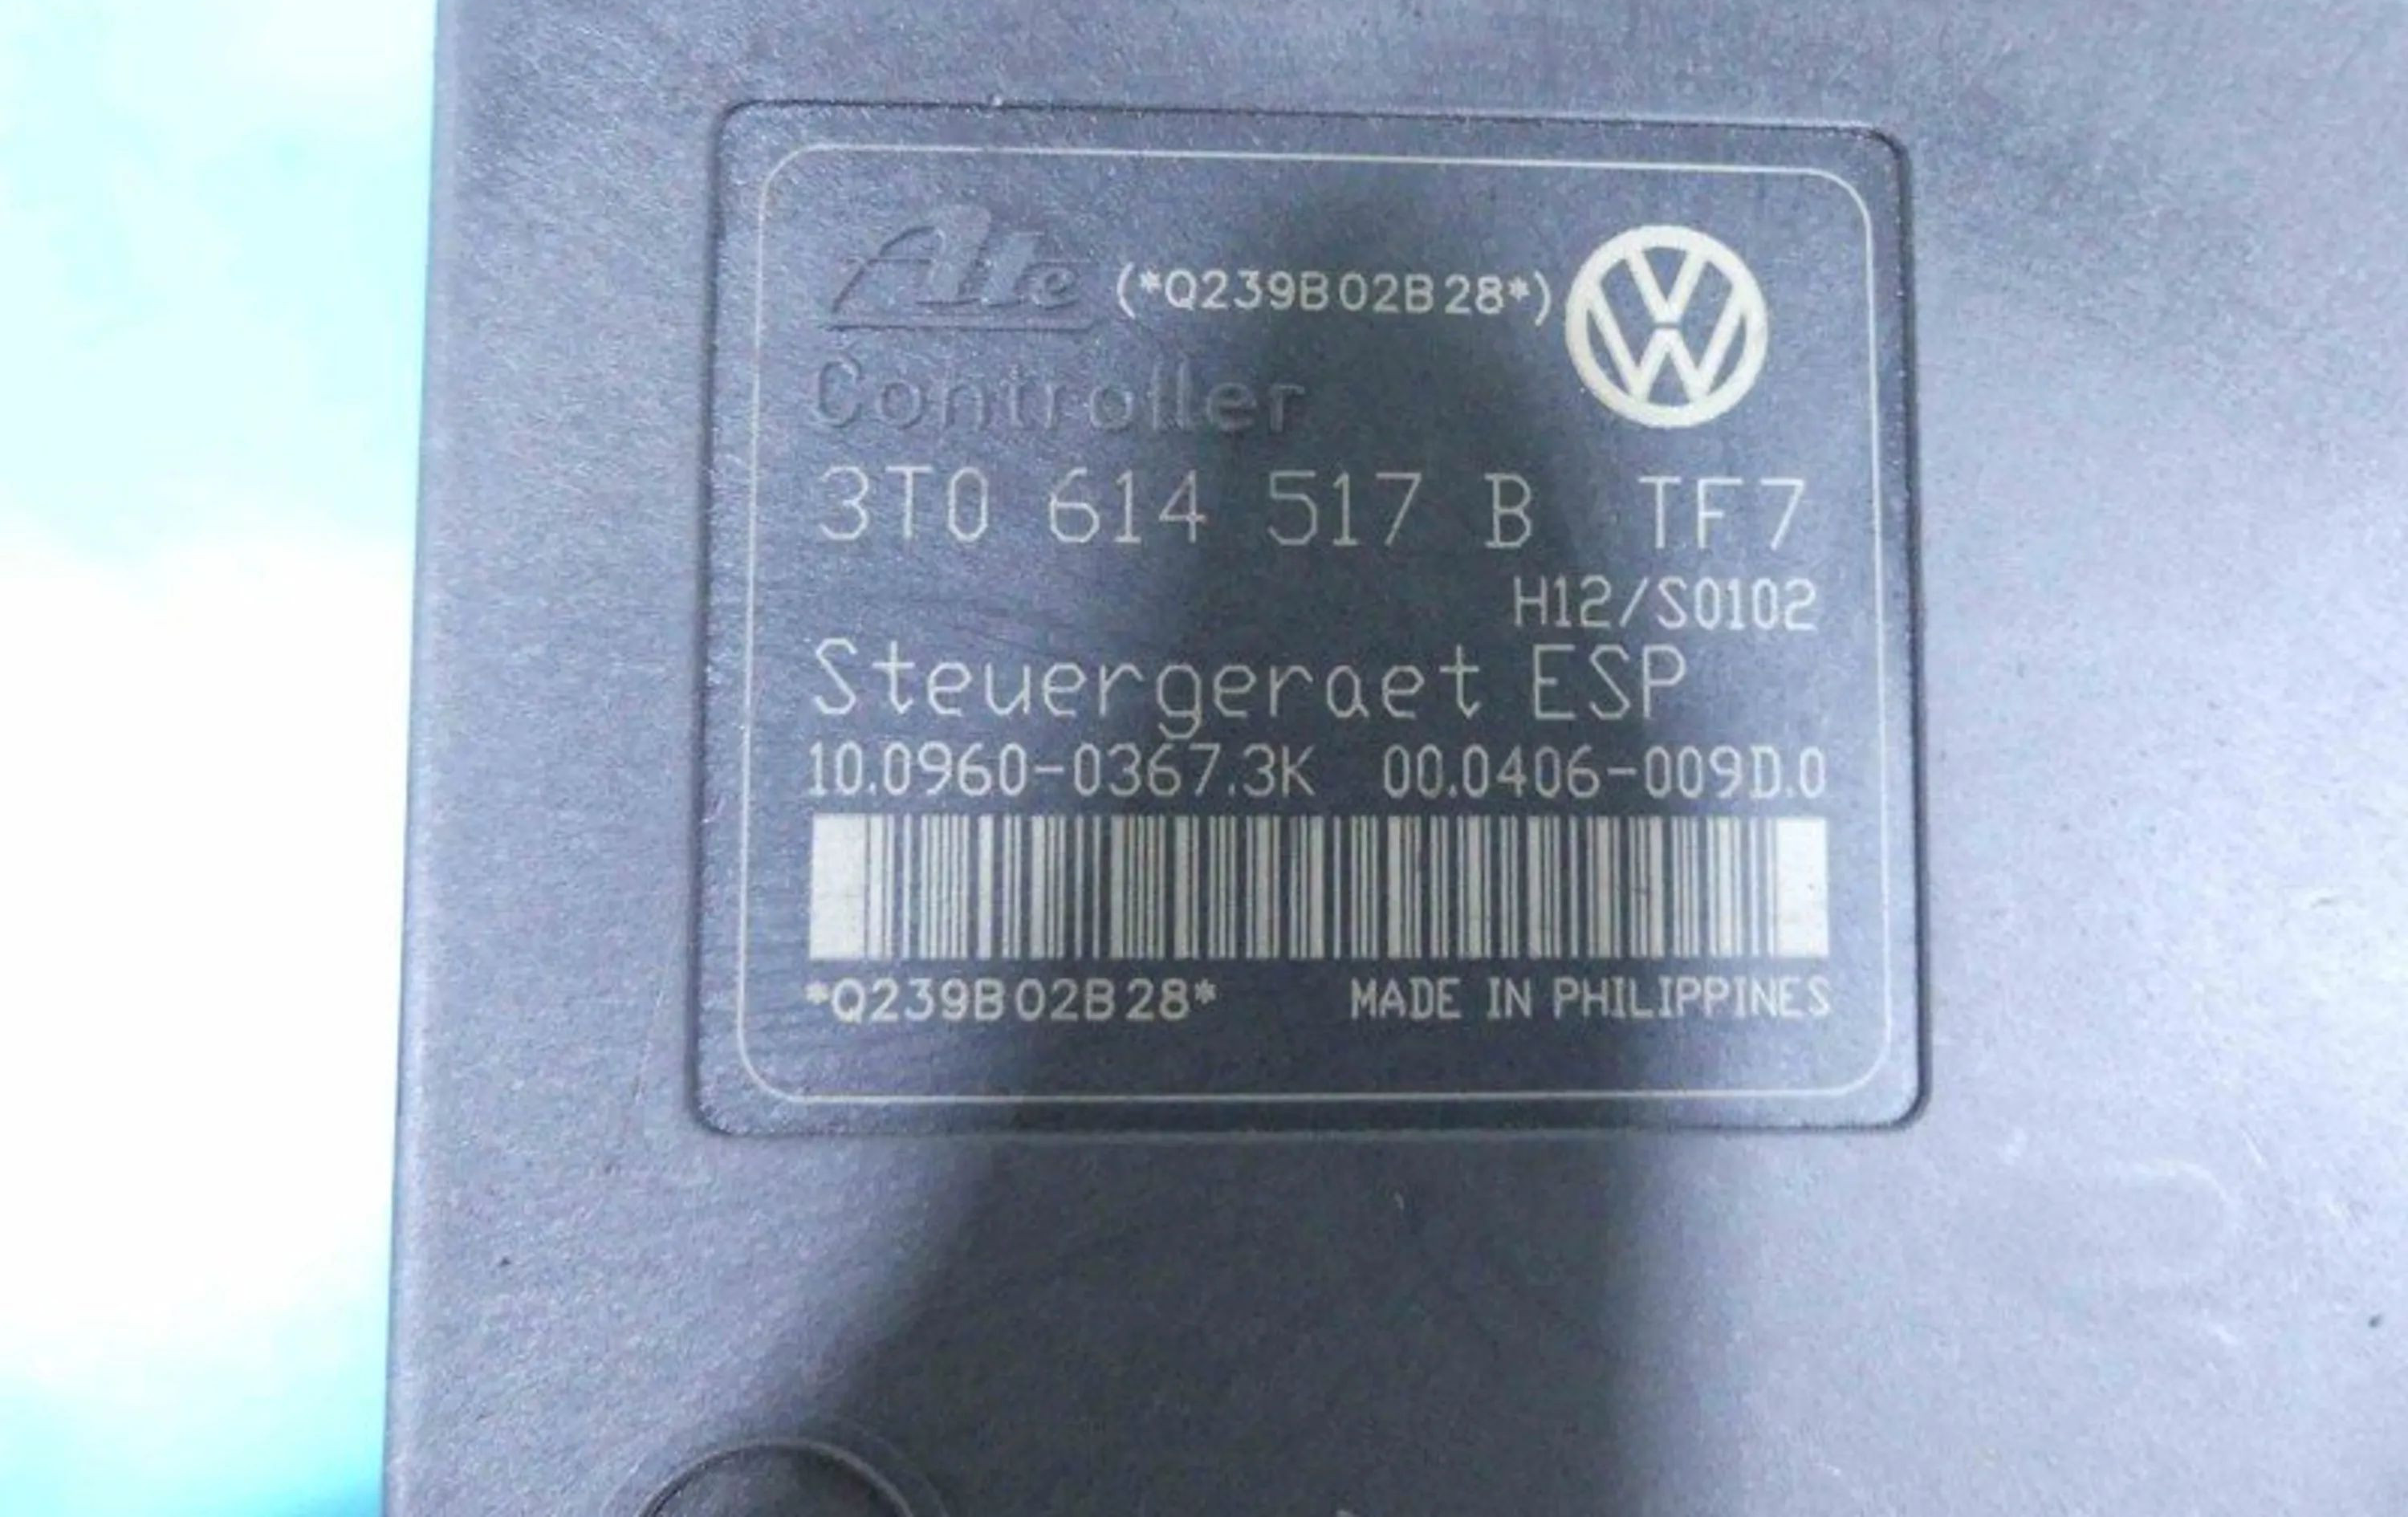 Ate (*Q239B02B28*)
Controller
3T0 614 517 B TF7
H12/S0102
Steuergeraet ESP
10.0960-0367.3K 00.0406-009D.0
*Q239B02B28* MADE IN PHILIPPINES